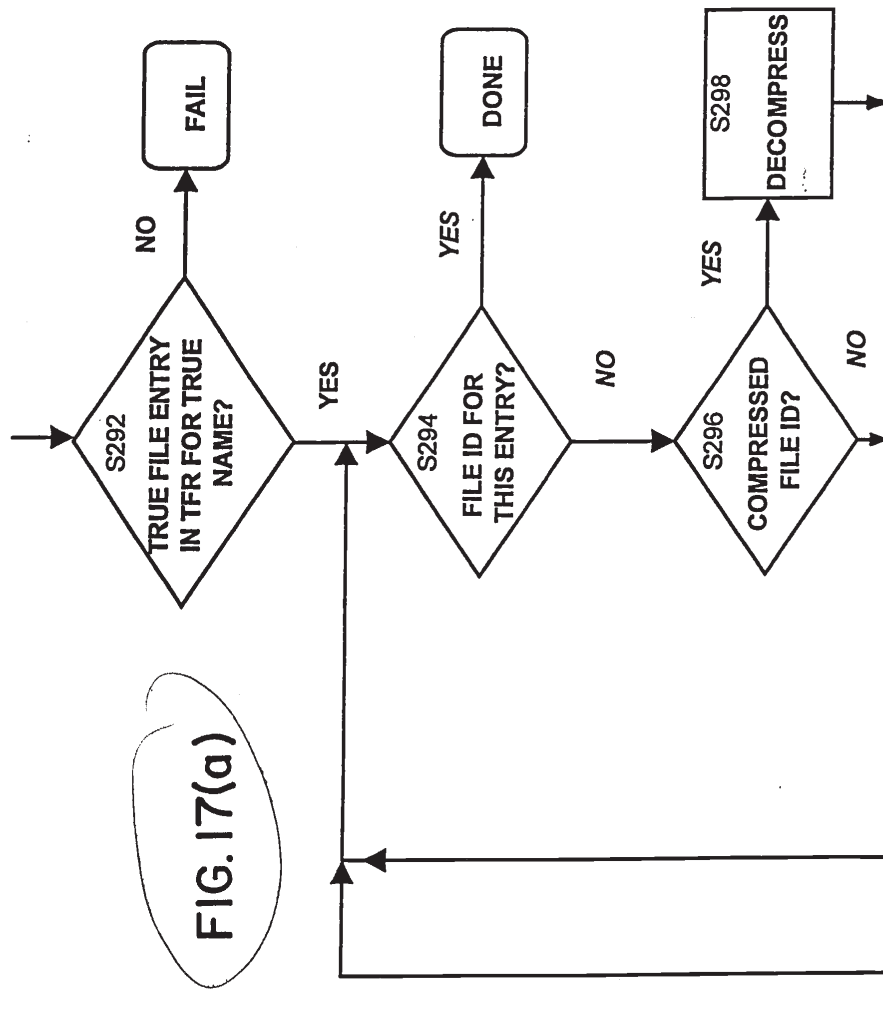 S292
TRUE FILE ENTRY
IN TFR FOR TRUE
NAME?
NO
FAIL
YES
S294
FILE ID FOR
THIS ENTRY?
YES
DONE
NO
S296
COMPRESSED
FILE ID?
YES
S298
DECOMPRESS
NO
FIG. 17(a)